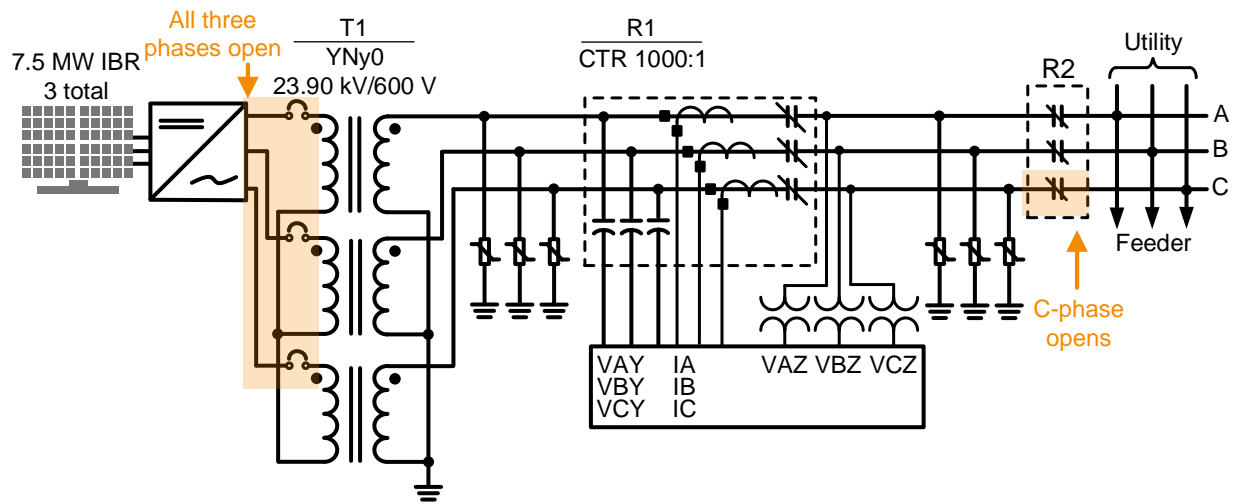 All three
phases open
7.5 MW IBR
3 total
T1
YNy0
23.90 kV/600 V
R1
CTR 1000:1
R2
Utility
A
B
C
Feeder
C-phase
opens
VAY IA VAZ VBZ VCZ
VBY IB
VCY IC